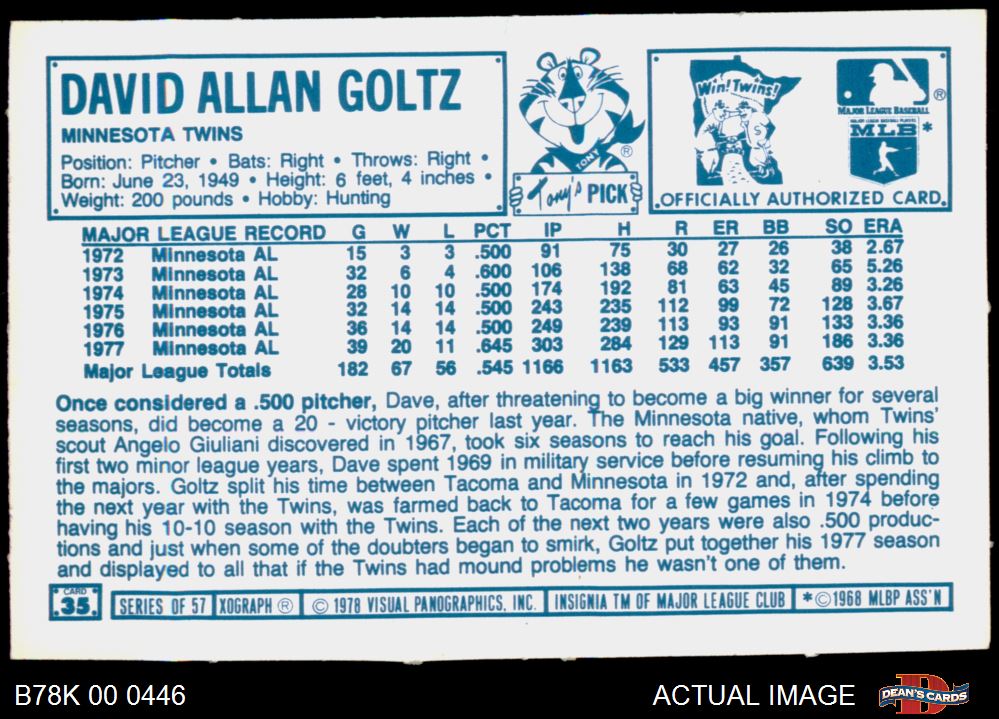 DAVID ALLAN GOLTZ
MINNESOTA TWINS
Position: Pitcher • Bats: Right • Throws: Right •
Born: June 23, 1949 • Height: 6 feet, 4 inches •
Weight: 200 pounds • Hobby: Hunting
TONY
®
Tony's PICK
Win! Twins!
®
MAJOR LEAGUE BASEBALL
MAJOR LEAGUE BASEBALL PLAYERS
MLB *
OFFICIALLY AUTHORIZED CARD
MAJOR LEAGUE RECORD G W L PCT IP H R ER BB SO ERA
1972 Minnesota AL 15 3 3 .500 91 75 30 27 26 38 2.67
1973 Minnesota AL 32 6 4 .600 106 138 68 62 32 65 5.26
1974 Minnesota AL 28 10 10 .500 174 192 81 63 45 89 3.26
1975 Minnesota AL 32 14 14 .500 243 235 112 99 72 128 3.67
1976 Minnesota AL 36 14 14 .500 249 239 113 93 91 133 3.36
1977 Minnesota AL 39 20 11 .645 303 284 129 113 91 186 3.36
Major League Totals 182 67 56 .545 1166 1163 533 457 357 639 3.53
Once considered a .500 pitcher, Dave, after threatening to become a big winner for several
seasons, did become a 20 - victory pitcher last year. The Minnesota native, whom Twins'
scout Angelo Giuliani discovered in 1967, took six seasons to reach his goal. Following his
first two minor league years, Dave spent 1969 in military service before resuming his climb to
the majors. Goltz split his time between Tacoma and Minnesota in 1972 and, after spending
the next year with the Twins, was farmed back to Tacoma for a few games in 1974 before
having his 10-10 season with the Twins. Each of the next two years were also .500 produc-
tions and just when some of the doubters began to smirk, Goltz put together his 1977 season
and displayed to all that if the Twins had mound problems he wasn't one of them.
CARD
35
SERIES OF 57 XOGRAPH ® © 1978 VISUAL PANOGRAPHICS, INC. INSIGNIA TM OF MAJOR LEAGUE CLUB *©1968 MLBP ASS'N
B78K 00 0446 ACTUAL IMAGE DEAN'S CARDS